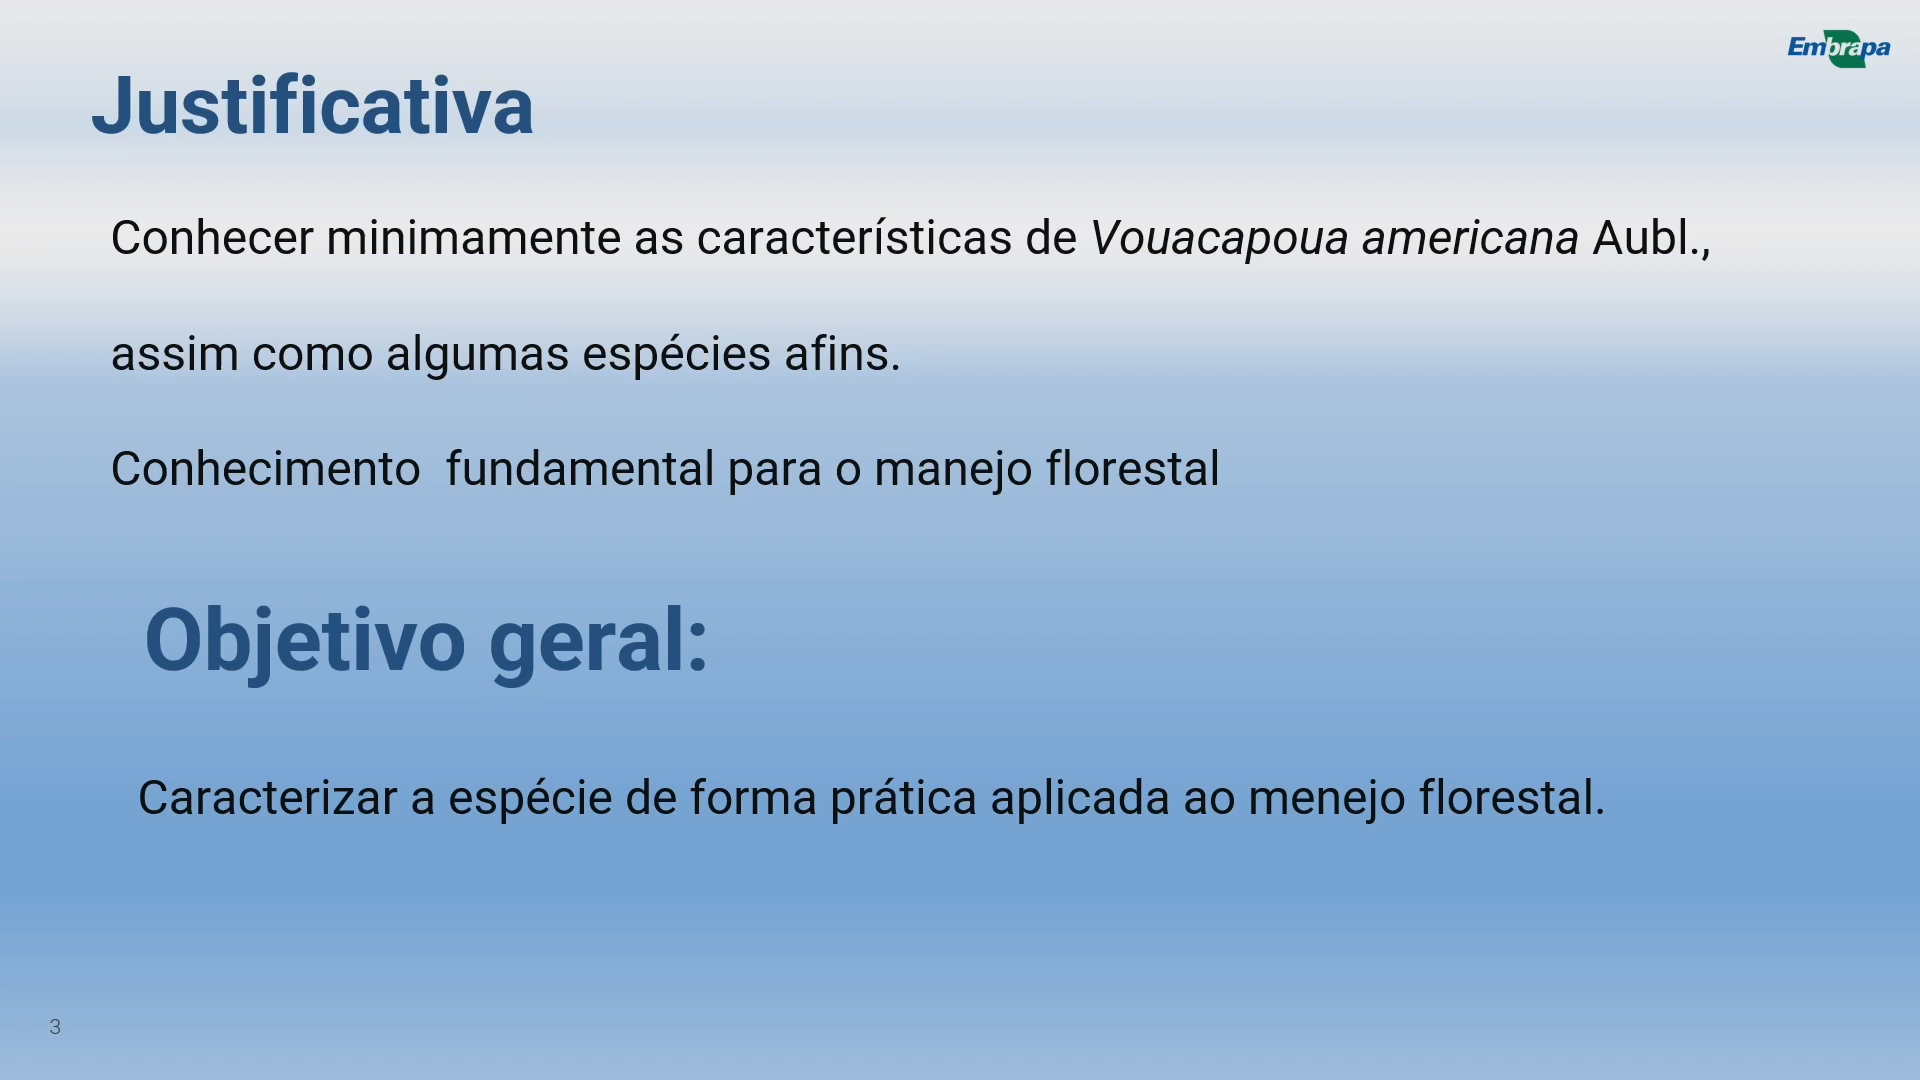 Embrapa
Justificativa
Conhecer minimamente as características de Vouacapoua americana Aubl.,
assim como algumas espécies afins.
Conhecimento  fundamental para o manejo florestal
Objetivo geral:
Caracterizar a espécie de forma prática aplicada ao menejo florestal.
3